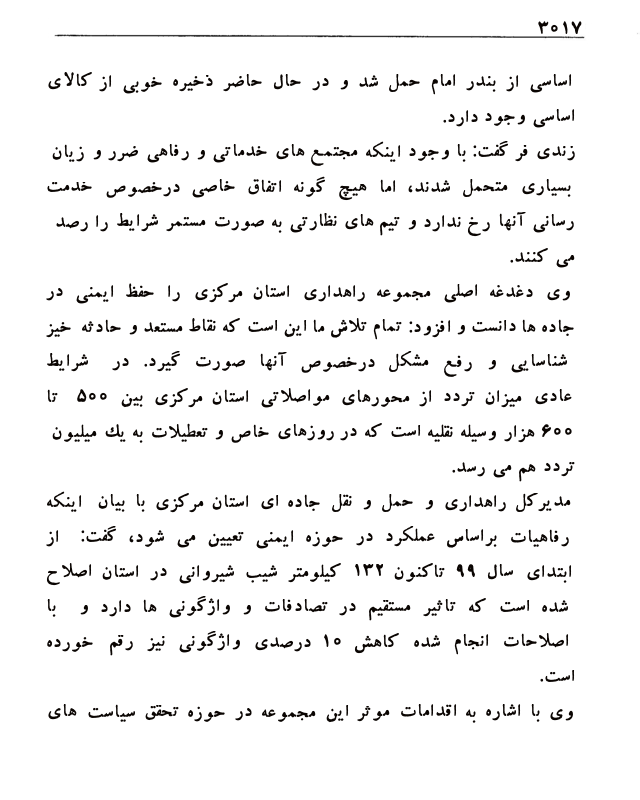 ۳۰۱۷
اساسی از بندر امام حمل شد و در حال حاضر ذخیره خوبی از کالای
اساسی وجود دارد.
زندی فر گفت: با وجود اینکه مجتمع های خدماتی و رفاهی ضرر و زیان
بسیاری متحمل شدند، اما هیچ گونه اتفاق خاصی درخصوص خدمت
رسانی آنها رخ ندارد و تیم های نظارتی به صورت مستمر شرایط را رصد
می کنند.
وی دغدغه اصلی مجموعه راهداری استان مرکزی را حفظ ایمنی در
جاده ها دانست و افزود: تمام تلاش ما این است که نقاط مستعد و حادثه خیز
شناسایی و رفع مشکل درخصوص آنها صورت گیرد. در شرایط
عادی میزان تردد از محورهای مواصلاتی استان مرکزی بین ۵۰۰ تا
۶۰۰ هزار وسیله نقلیه است که در روزهای خاص و تعطیلات به یك میلیون
تردد هم می رسد.
مدیرکل راهداری و حمل و نقل جاده ای استان مرکزی با بیان اینکه
رفاهیات براساس عملکرد در حوزه ایمنی تعیین می شود، گفت: از
ابتدای سال ۹۹ تاکنون ۱۳۲ کیلومتر شیب شیروانی در استان اصلاح
شده است که تاثیر مستقیم در تصادفات و واژگونی ها دارد و با
اصلاحات انجام شده کاهش ۱۰ درصدی واژگونی نیز رقم خورده
است.
وی با اشاره به اقدامات موثر این مجموعه در حوزه تحقق سیاست های